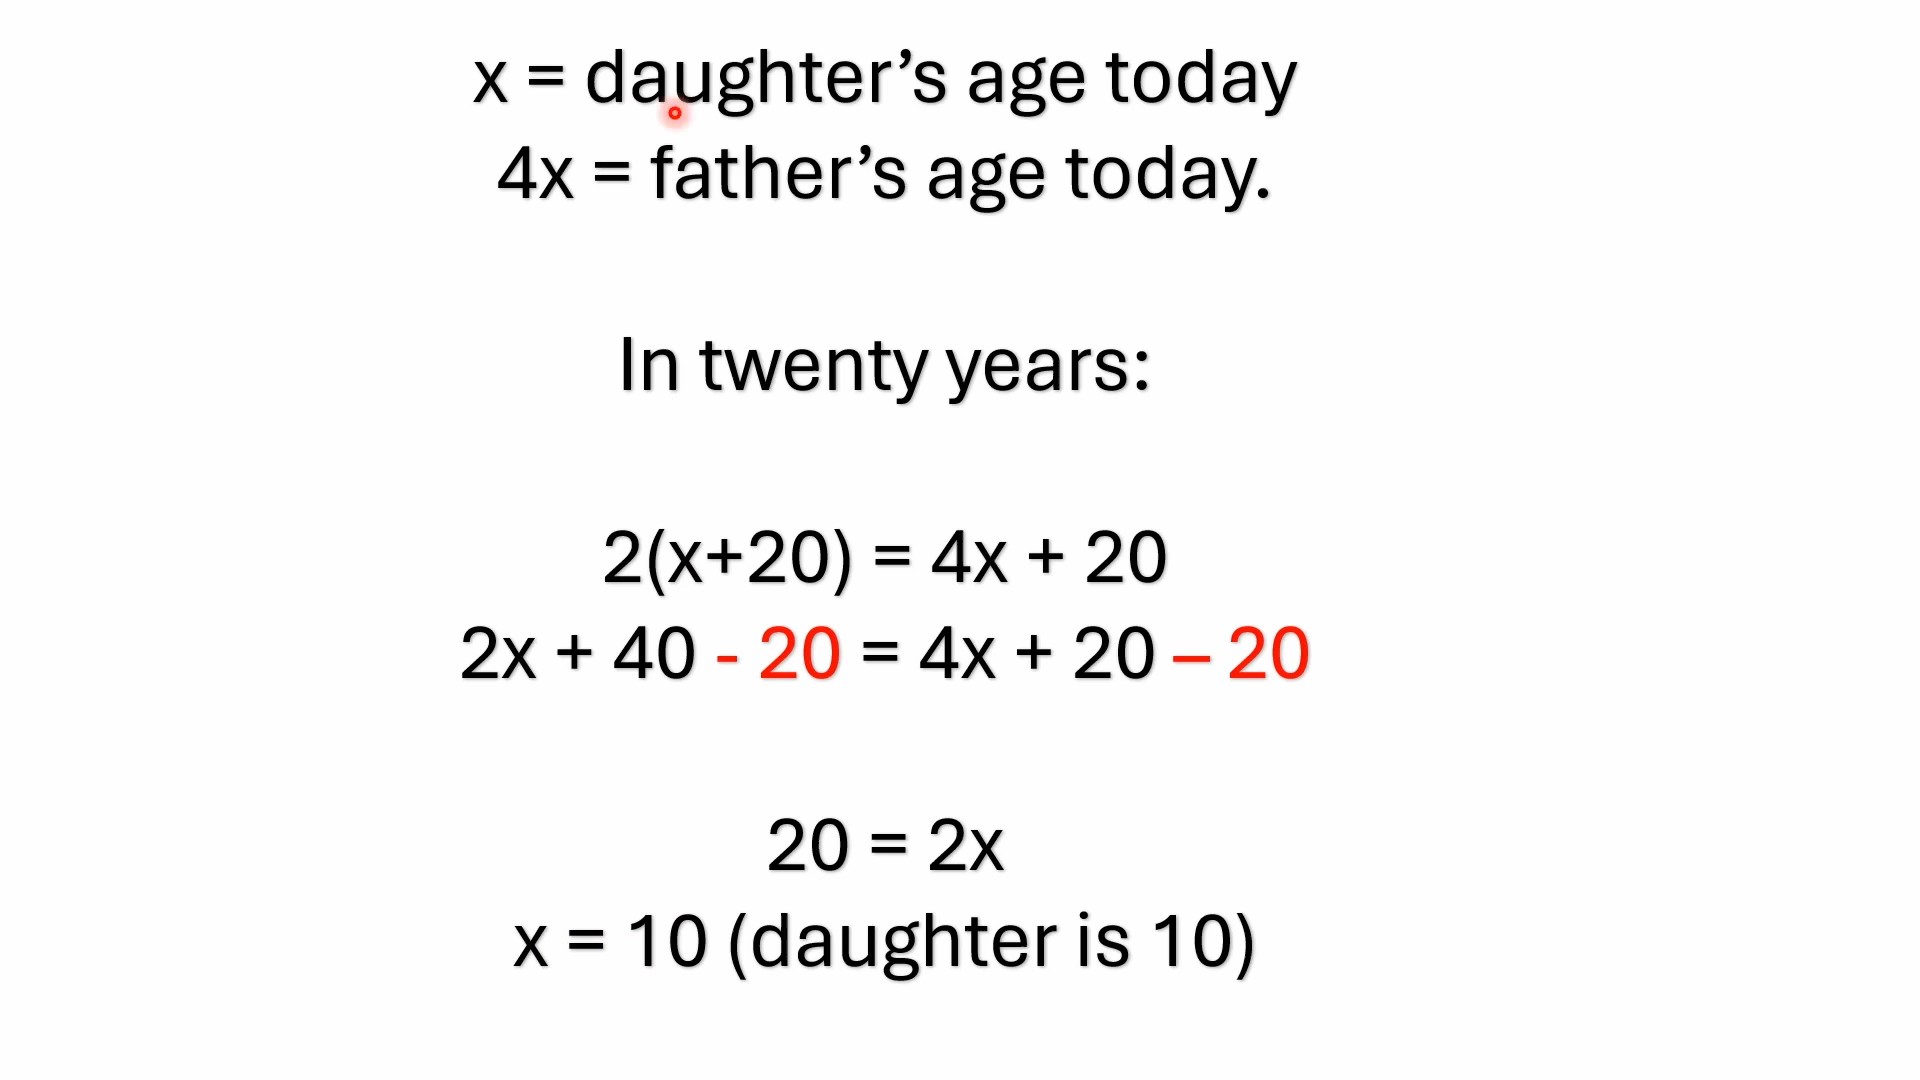 x = daughter’s age today
4x = father’s age today.
In twenty years:
2(x+20) = 4x + 20
2x + 40 - 20 = 4x + 20 – 20
20 = 2x
x = 10 (daughter is 10)